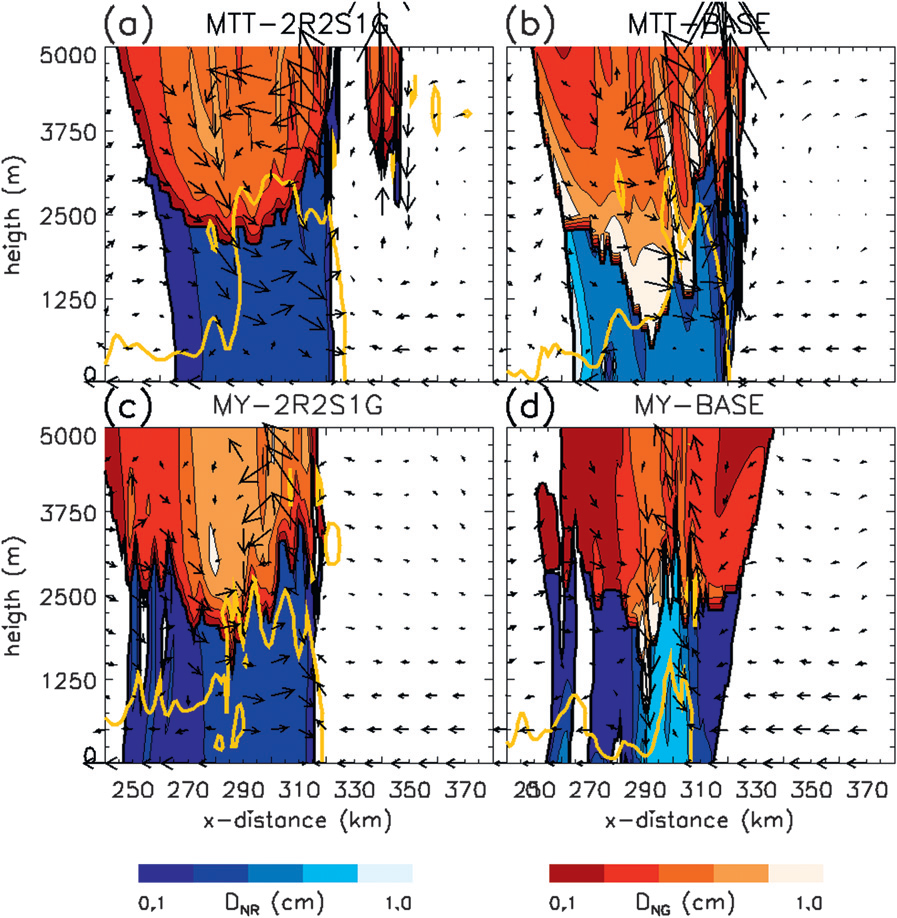 (a) MTT-2R2S1G (b) MTT-BASE
5000
3750
2500
1250
0
heigth (m)
(c) MY-2R2S1G (d) MY-BASE
5000
3750
2500
1250
0
heigth (m)
250 270 290 310 330 350 370 250 270 290 310 330 350 370
x-distance (km) x-distance (km)
0,1 D_NR (cm) 1,0 0,1 D_NG (cm) 1,0